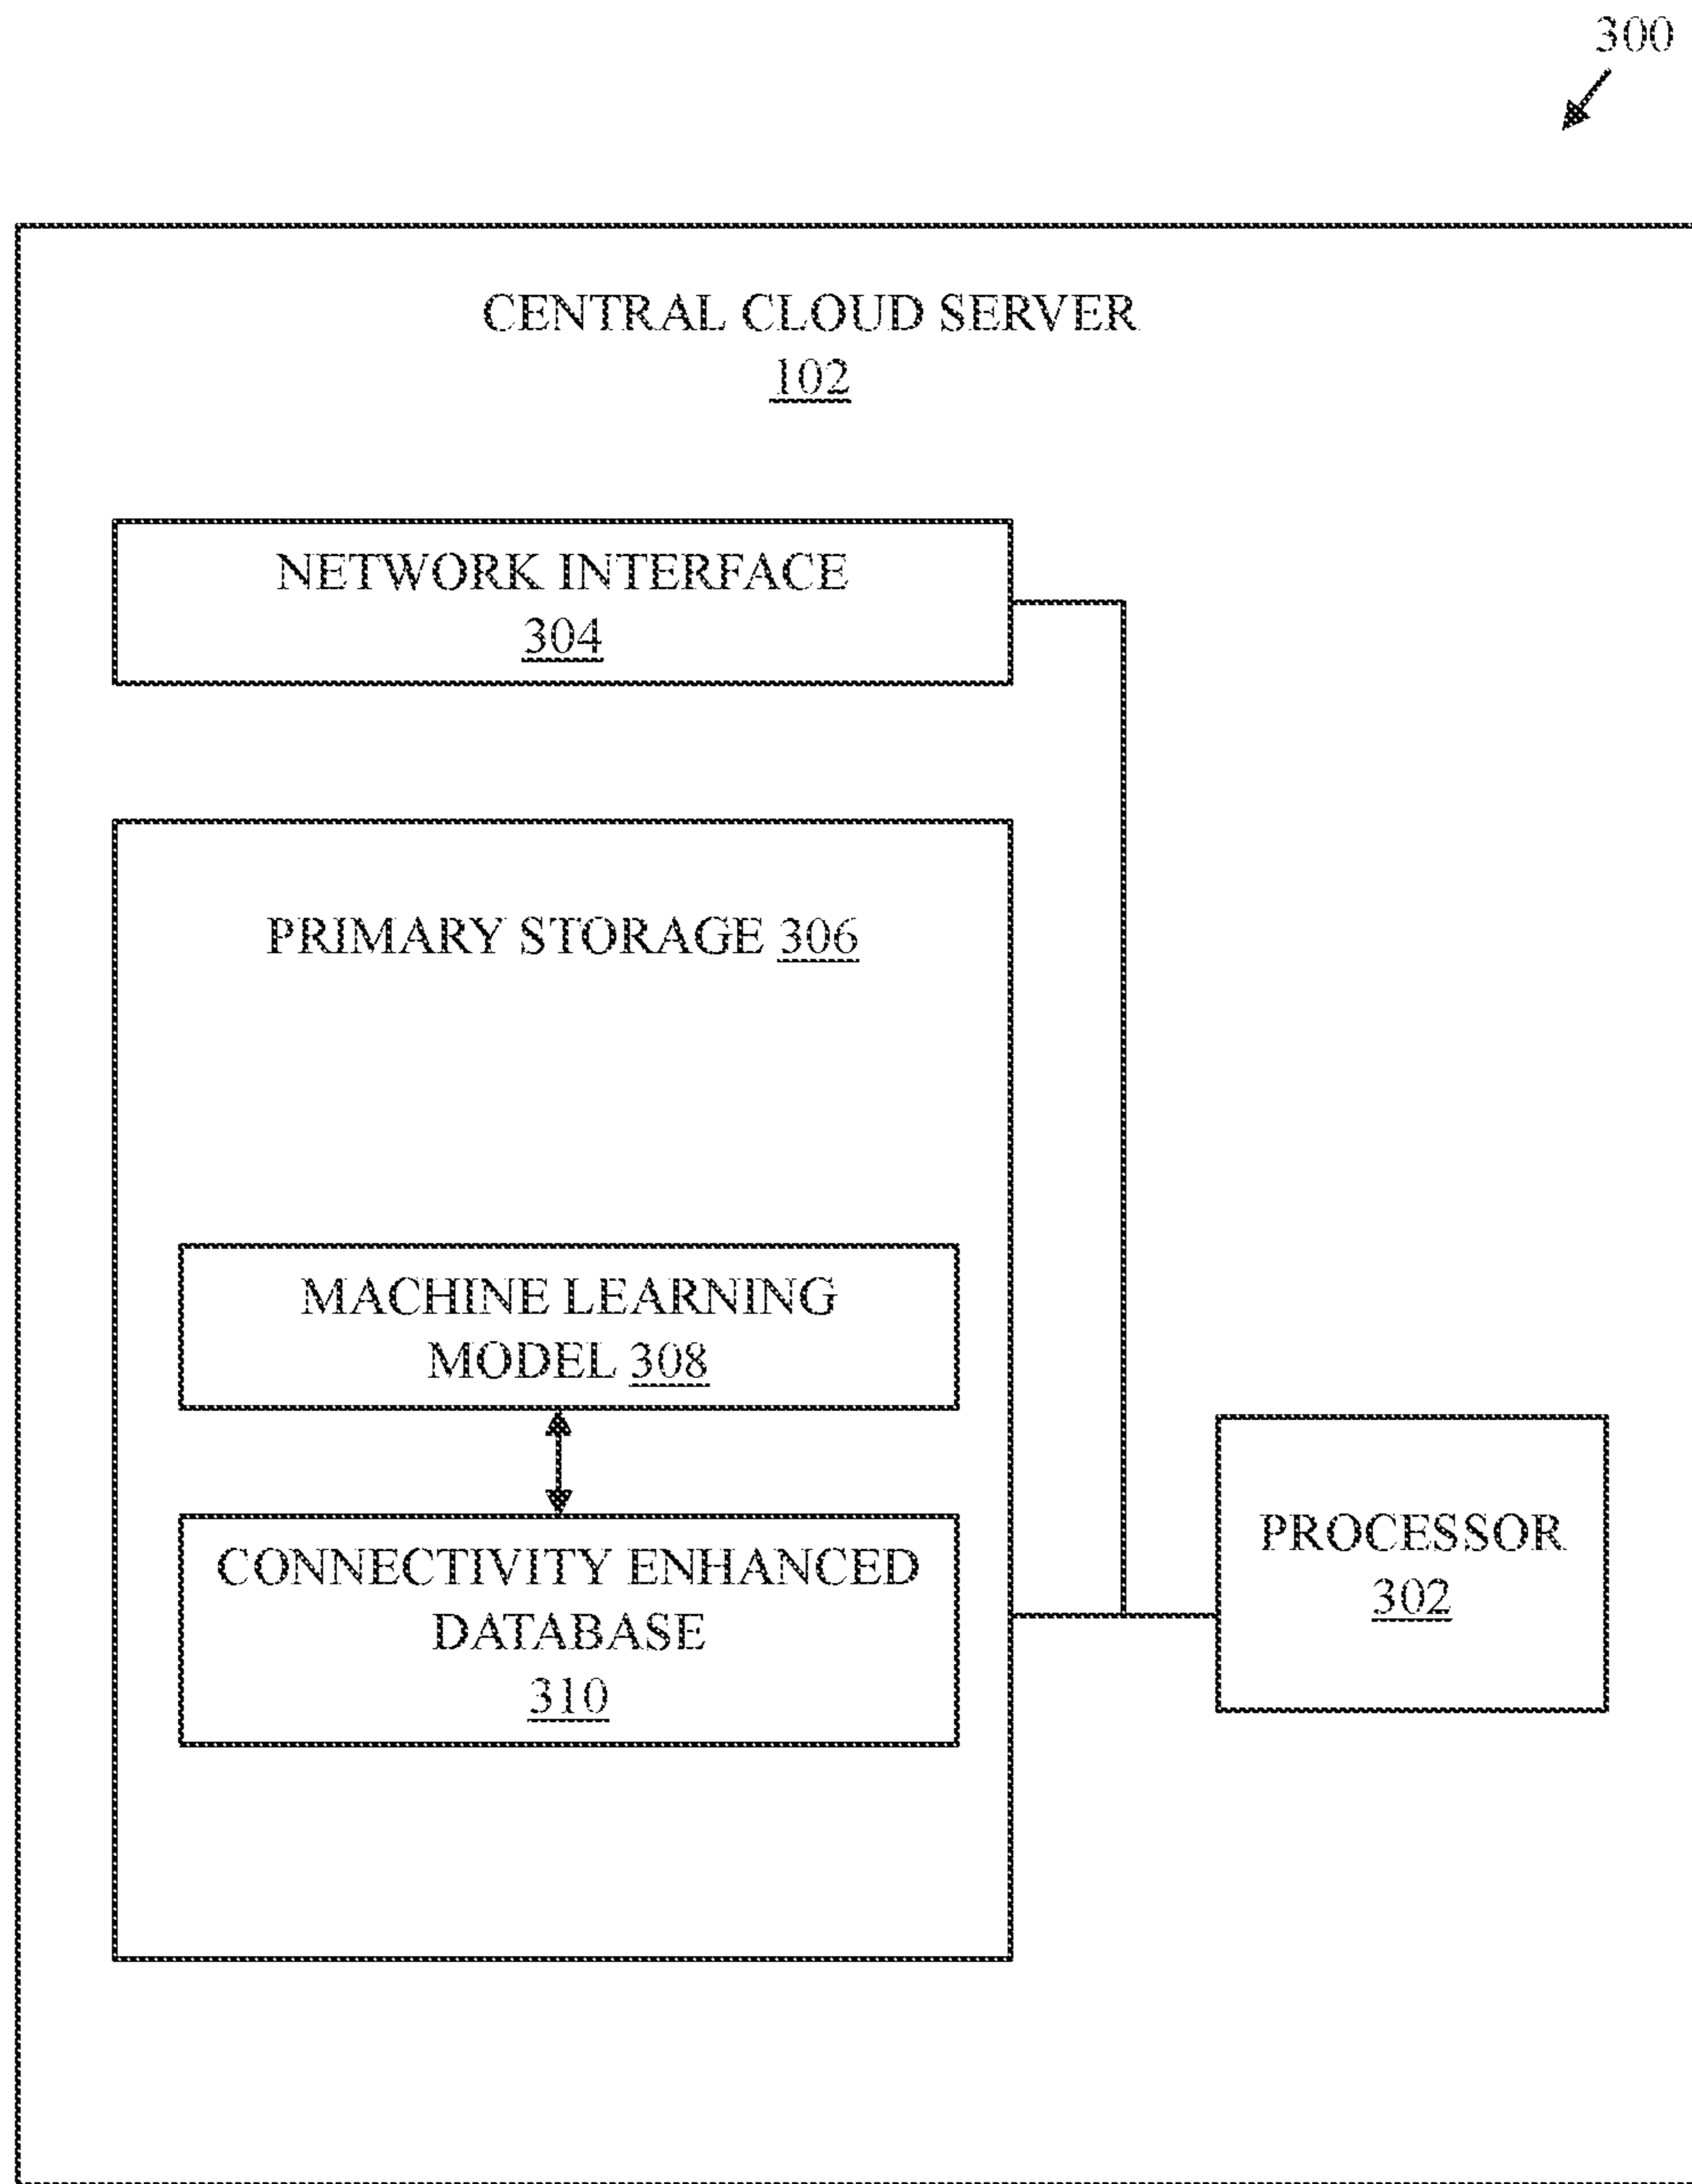 300
CENTRAL CLOUD SERVER
102
NETWORK INTERFACE
304
PRIMARY STORAGE 306
MACHINE LEARNING
MODEL 308
CONNECTIVITY ENHANCED
DATABASE
310
PROCESSOR
302